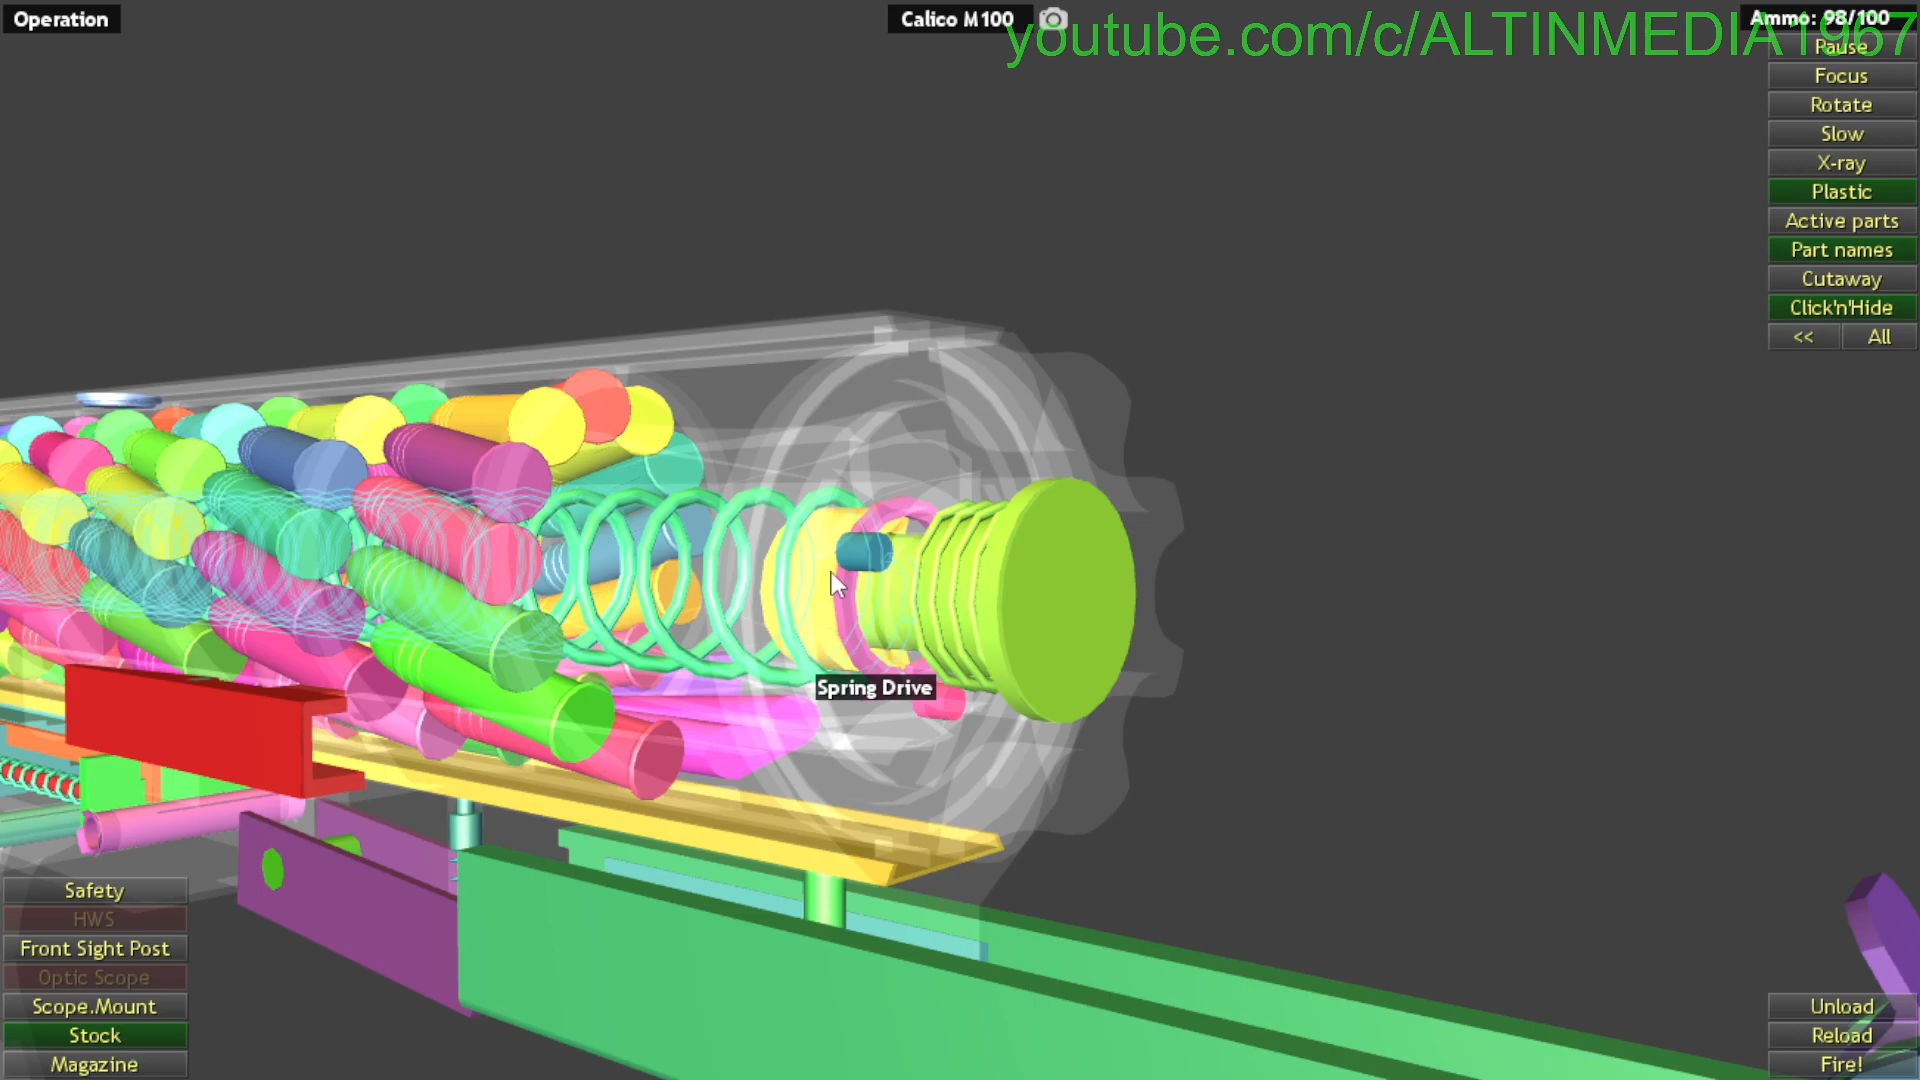 Operation
Calico M100
Ammo: 98/100
youtube.com/c/ALTINMEDIA1967
Pause
Focus
Rotate
Slow
X-ray
Plastic
Active parts
Part names
Cutaway
Click'n'Hide
<<
All
Spring Drive
Safety
HWS
Front Sight Post
Optic Scope
Scope.Mount
Stock
Magazine
Unload
Reload
Fire!